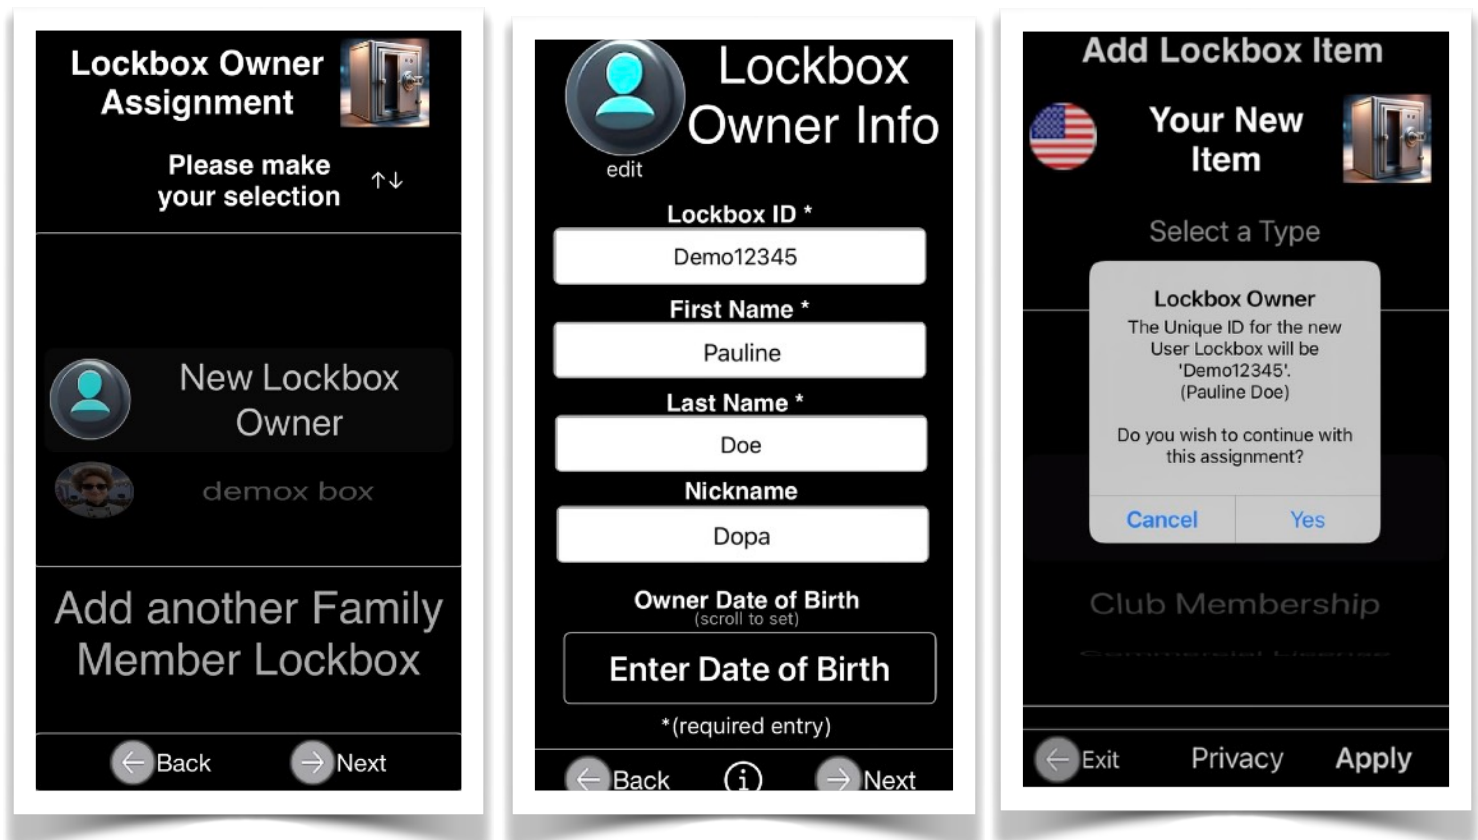 Lockbox Owner
Assignment
Please make
your selection
New Lockbox
Owner
demox box
Add another Family
Member Lockbox
Back
Next
Lockbox
Owner Info
edit
Lockbox ID *
Demo12345
First Name *
Pauline
Last Name *
Doe
Nickname
Dopa
Owner Date of Birth
(scroll to set)
Enter Date of Birth
*(required entry)
Back
Next
Add Lockbox Item
Your New
Item
Select a Type
Lockbox Owner
The Unique ID for the new
User Lockbox will be
'Demo12345'.
(Pauline Doe)
Do you wish to continue with
this assignment?
Cancel
Yes
Club Membership
Commercial License
Exit
Privacy
Apply